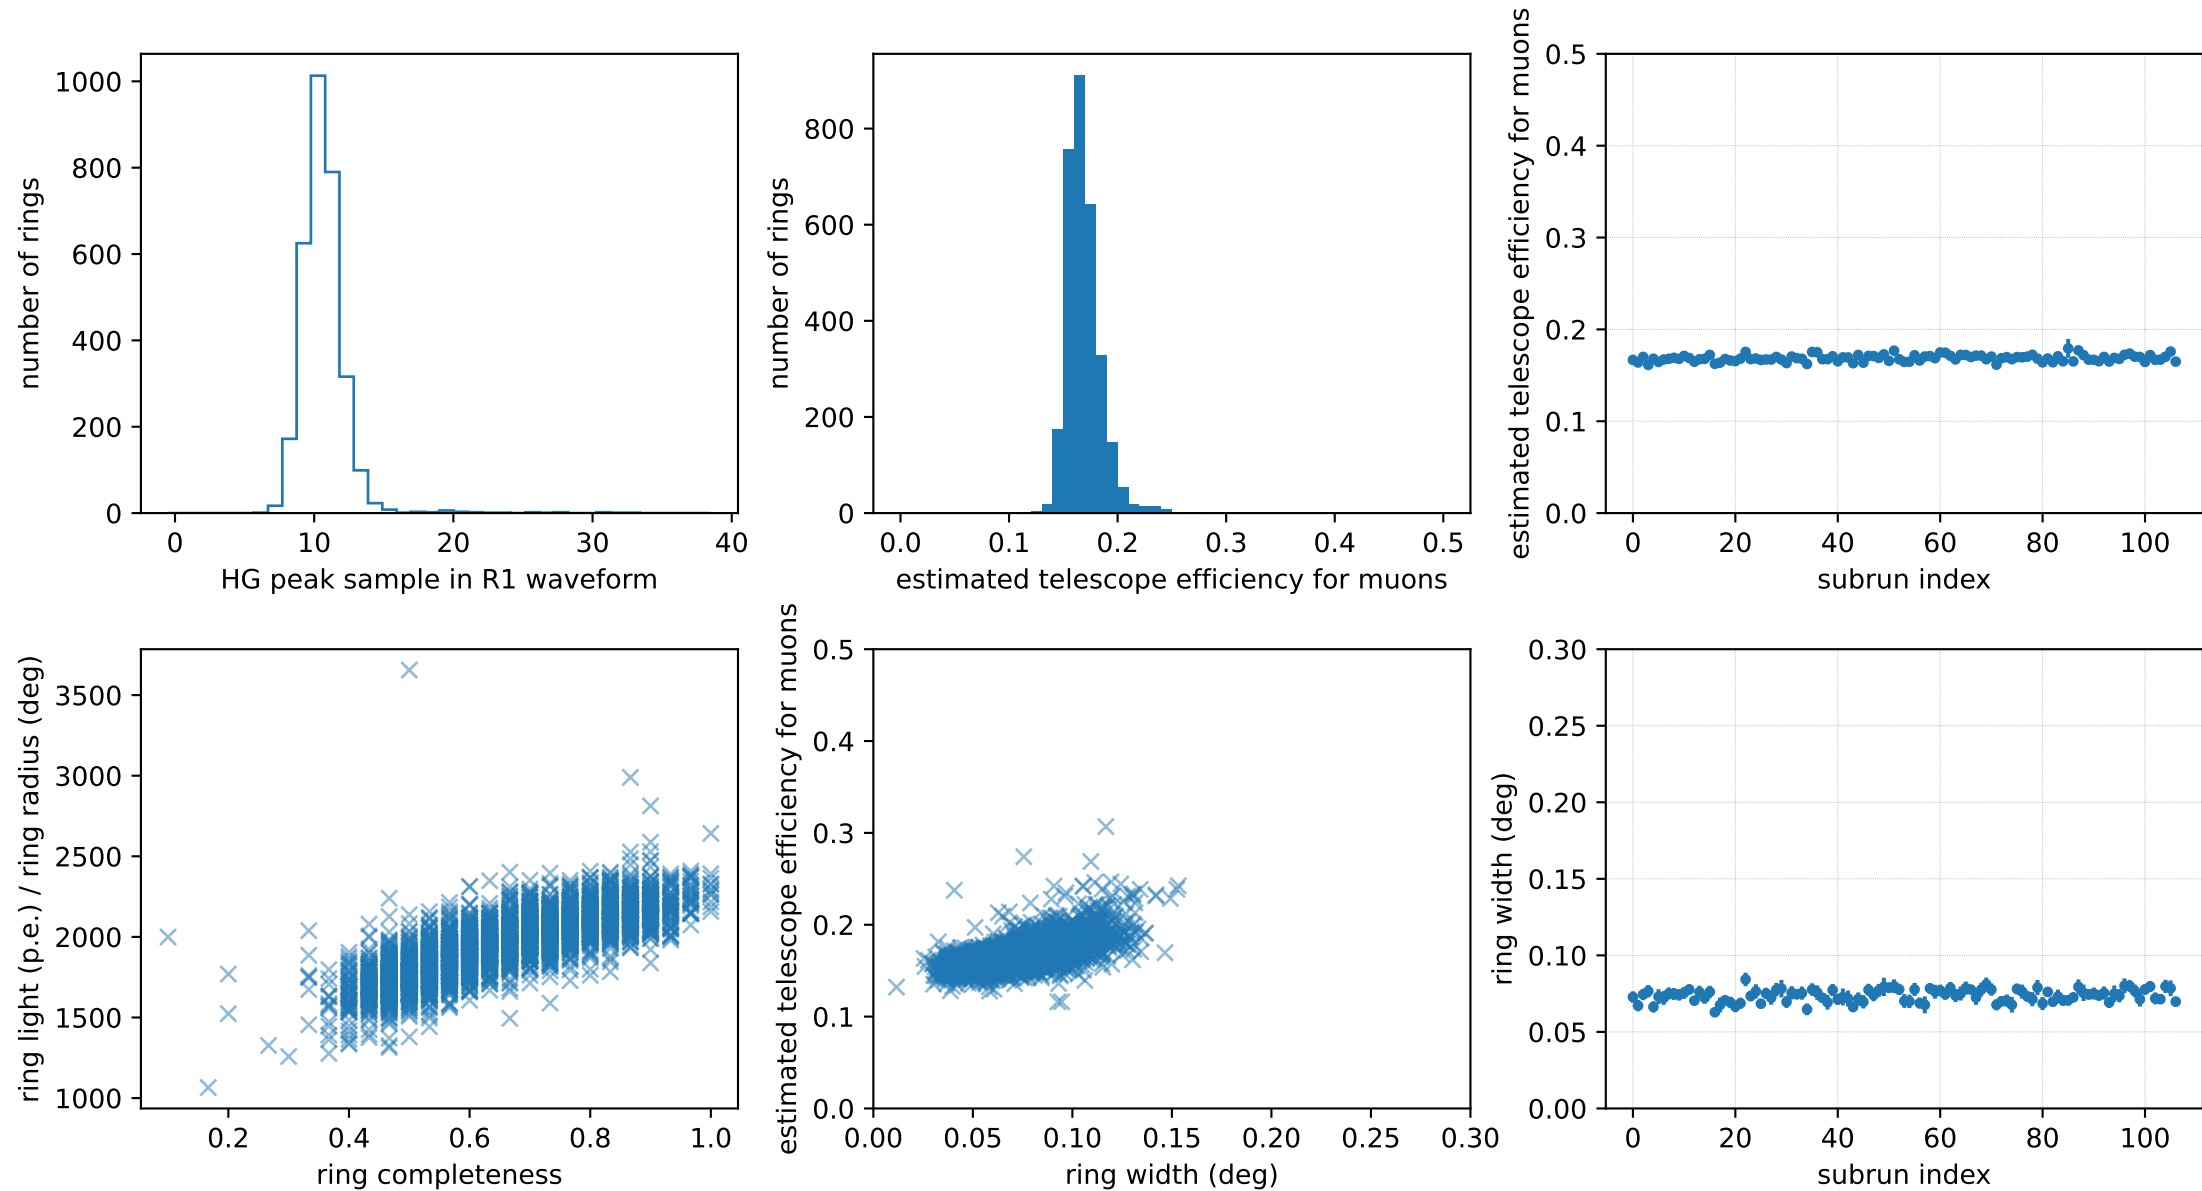 number of rings
1000
800
600
400
200
0
0 10 20 30 40
HG peak sample in R1 waveform
number of rings
800
600
400
200
0
0.0 0.1 0.2 0.3 0.4 0.5
estimated telescope efficiency for muons
estimated telescope efficiency for muons
0.5
0.4
0.3
0.2
0.1
0.0
0 20 40 60 80 100
subrun index
ring light (p.e.) / ring radius (deg)
3500
3000
2500
2000
1500
1000
0.2 0.4 0.6 0.8 1.0
ring completeness
estimated telescope efficiency for muons
0.5
0.4
0.3
0.2
0.1
0.0
0.00 0.05 0.10 0.15 0.20 0.25 0.30
ring width (deg)
ring width (deg)
0.30
0.25
0.20
0.15
0.10
0.05
0.00
0 20 40 60 80 100
subrun index